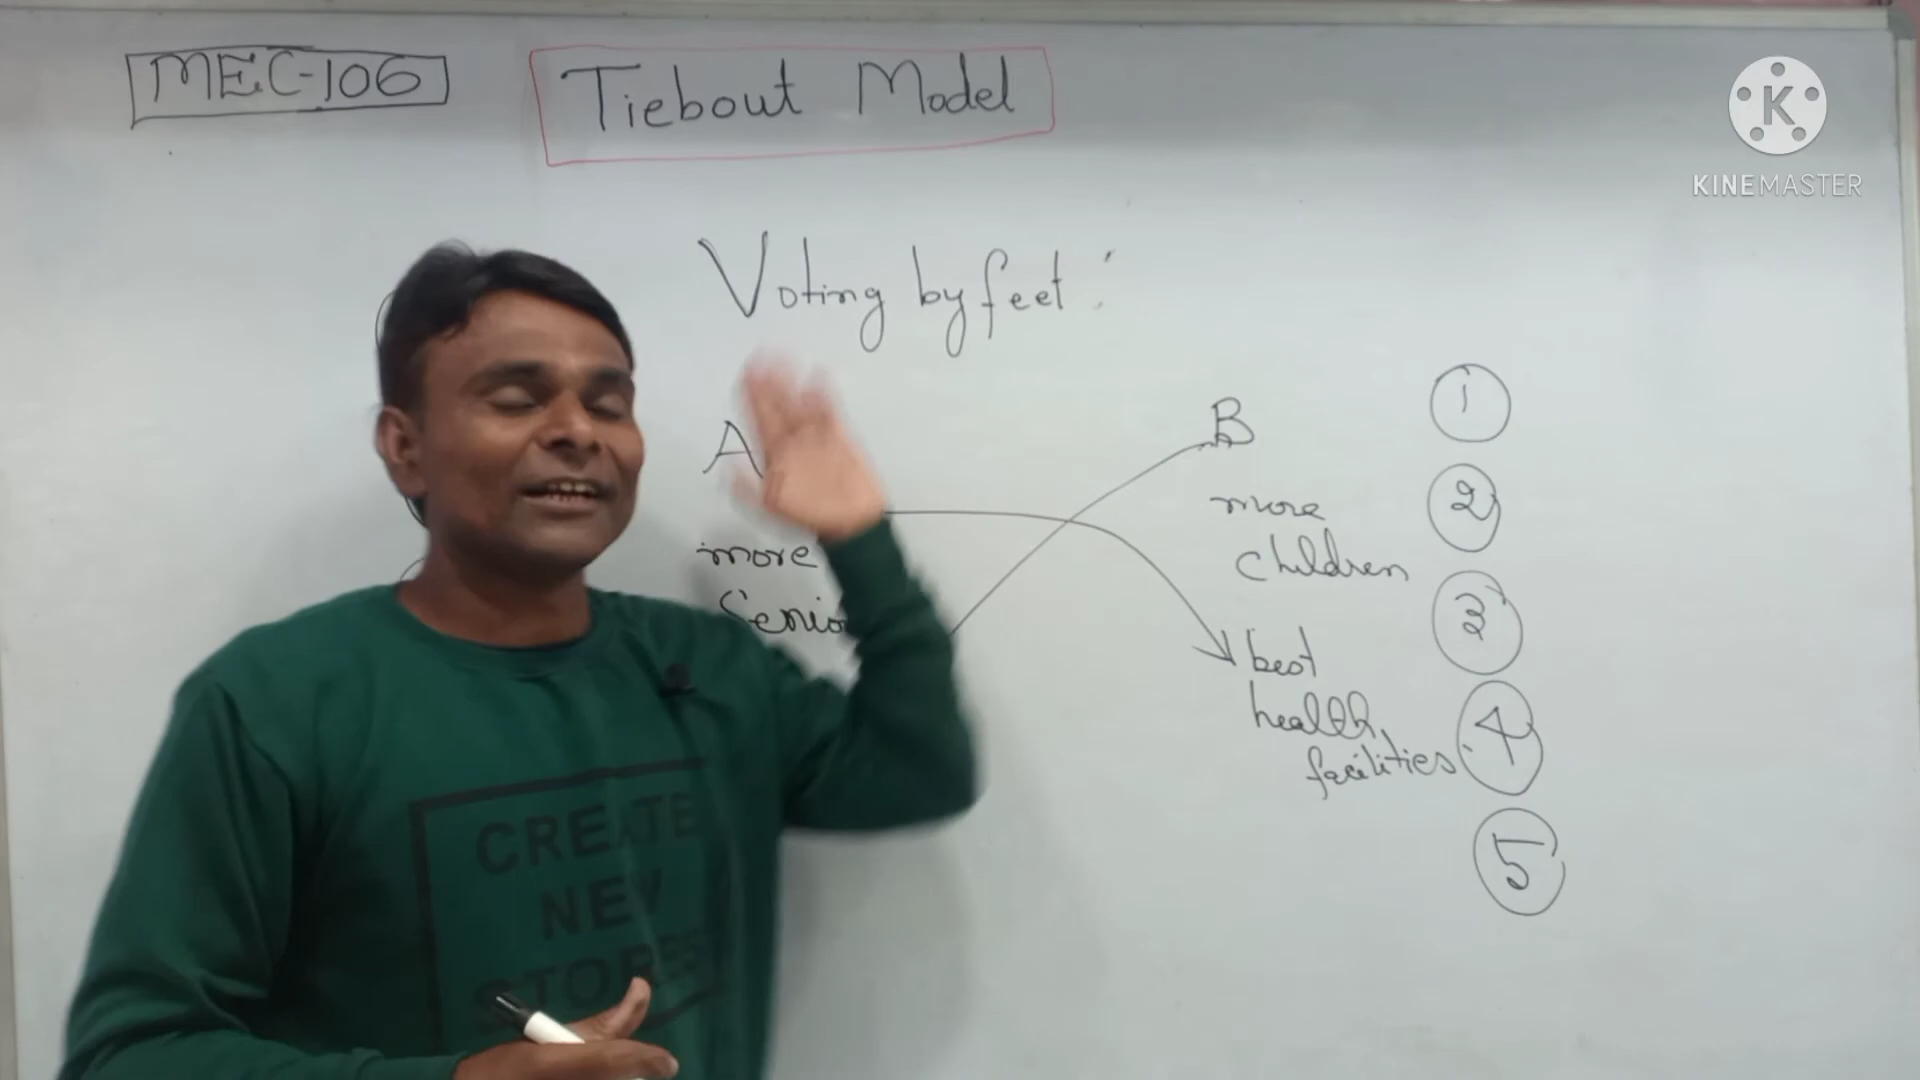 MEC-106
Tiebout Model
KINEMASTER
Voting by feet :
A
B
more
children
more
best
health
facilities
1
2
3
4
5
CREATE
NEW